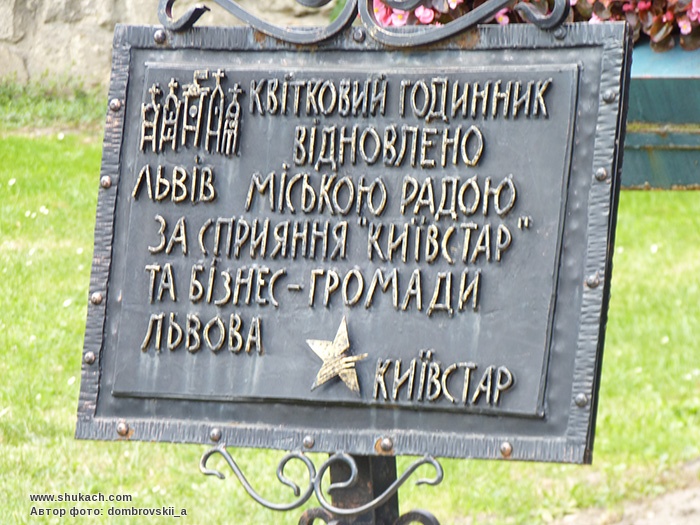 КВІТКОВИЙ ГОДИННИК
ВІДНОВЛЕНО
ЛЬВІВ МІСЬКОЮ РАДОЮ
ЗА СПРИЯННЯ "КИЇВСТАР"
ТА БІЗНЕС-ГРОМАДИ
ЛЬВОВА
КИЇВСТАР
www.shukach.com
Автор фото: dombrovskii_a